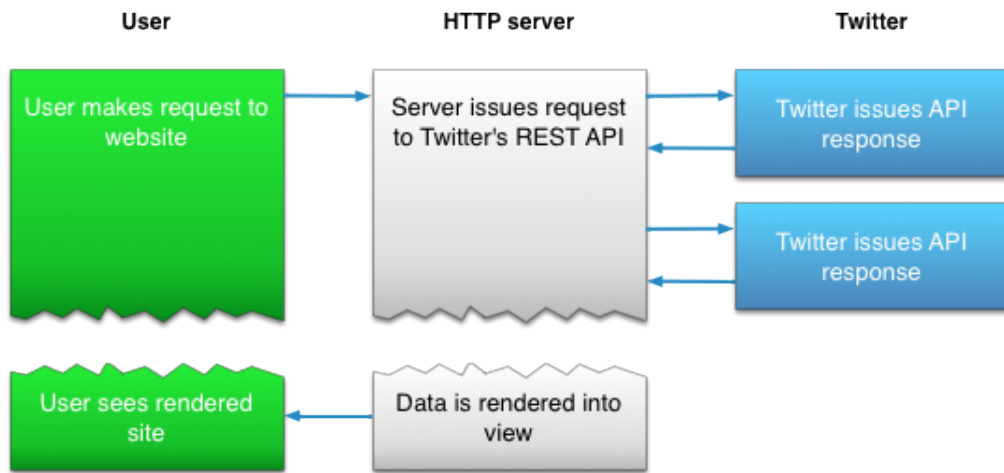 User
HTTP server
Twitter
User makes request to
website
Server issues request
to Twitter's REST API
Twitter issues API
response
Twitter issues API
response
User sees rendered
site
Data is rendered into
view